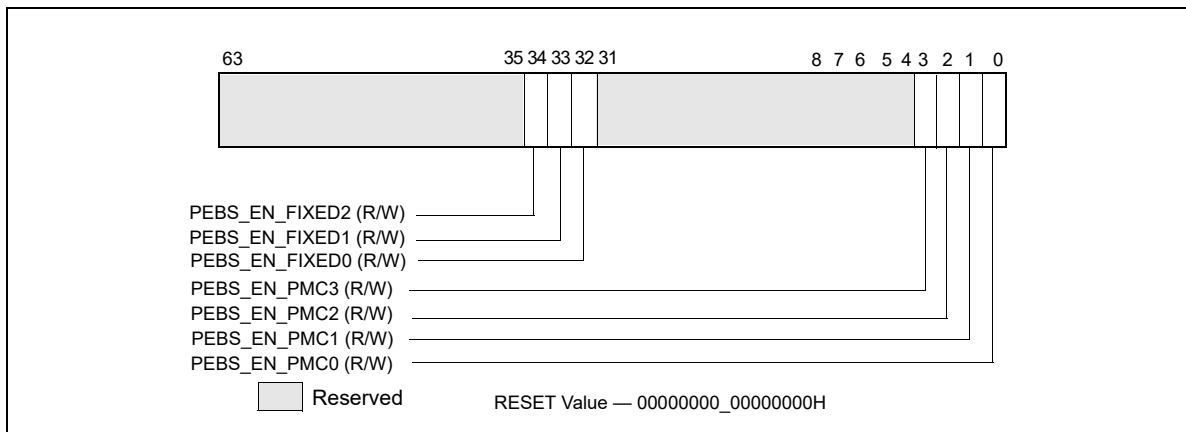 63 35 34 33 32 31 8 7 6 5 4 3 2 1 0
PEBS_EN_FIXED2 (R/W)
PEBS_EN_FIXED1 (R/W)
PEBS_EN_FIXED0 (R/W)
PEBS_EN_PMC3 (R/W)
PEBS_EN_PMC2 (R/W)
PEBS_EN_PMC1 (R/W)
PEBS_EN_PMC0 (R/W)
Reserved RESET Value — 00000000_00000000H